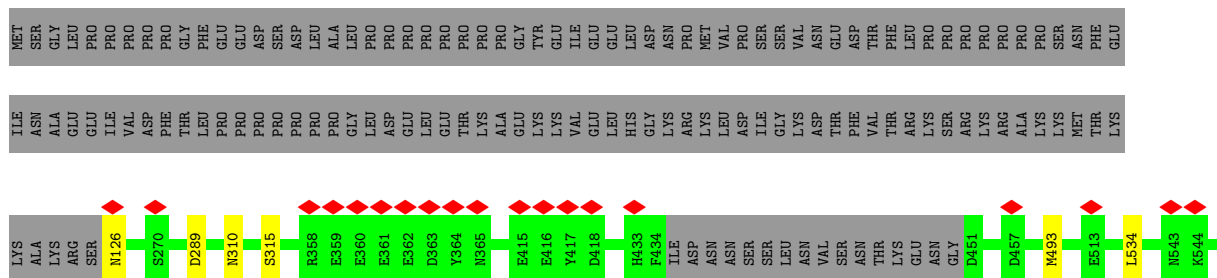 MET SER GLY LEU PRO PRO PRO PRO PRO GLY PHE GLU GLU ASP SER ASP LEU ALA LEU PRO PRO PRO PRO PRO PRO PRO PRO GLY TYR GLU ILE GLU GLU LEU ASP ASN PRO MET VAL PRO SER SER VAL ASN GLU ASP THR PHE LEU PRO PRO PRO PRO PRO PRO PRO SER ASN PHE GLU
ILE ASN ALA GLU GLU ILE VAL ASP PHE THR LEU PRO PRO PRO PRO PRO PRO PRO GLY LEU ASP GLU LEU GLU THR LYS ALA GLU LYS LYS VAL GLU LEU HIS GLY LYS ARG LYS LEU ASP ILE GLY LYS ASP THR PHE VAL THR ARG LYS SER ARG LYS ARG ALA LYS LYS MET THR LYS
LYS ALA LYS ARG SER N126 S270 D289 N310 S315 R358 E359 E360 E361 E362 D363 Y364 N365 E415 E416 Y417 D418 H433 F434 ILE ASP ASN ASN SER SER LEU ASN VAL SER ASN THR LYS GLU ASN GLY D451 D457 M493 E513 L534 N543 K544